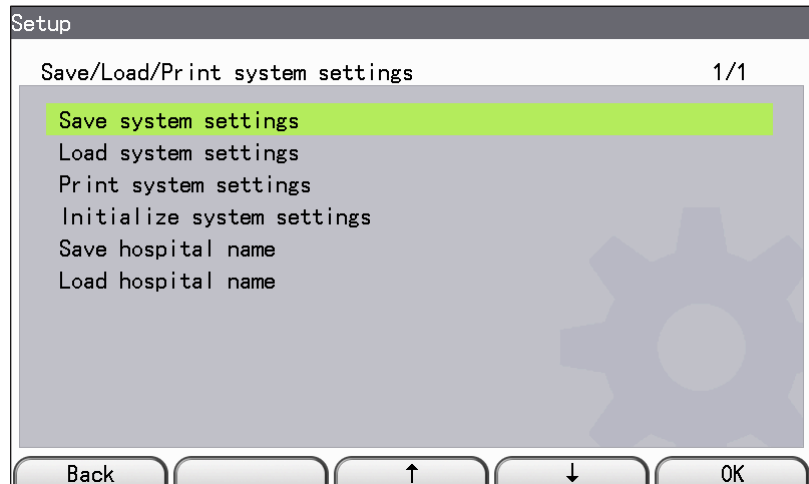 Setup
Save/Load/Print system settings 1/1
Save system settings
Load system settings
Print system settings
Initialize system settings
Save hospital name
Load hospital name
Back ↑ ↓ OK